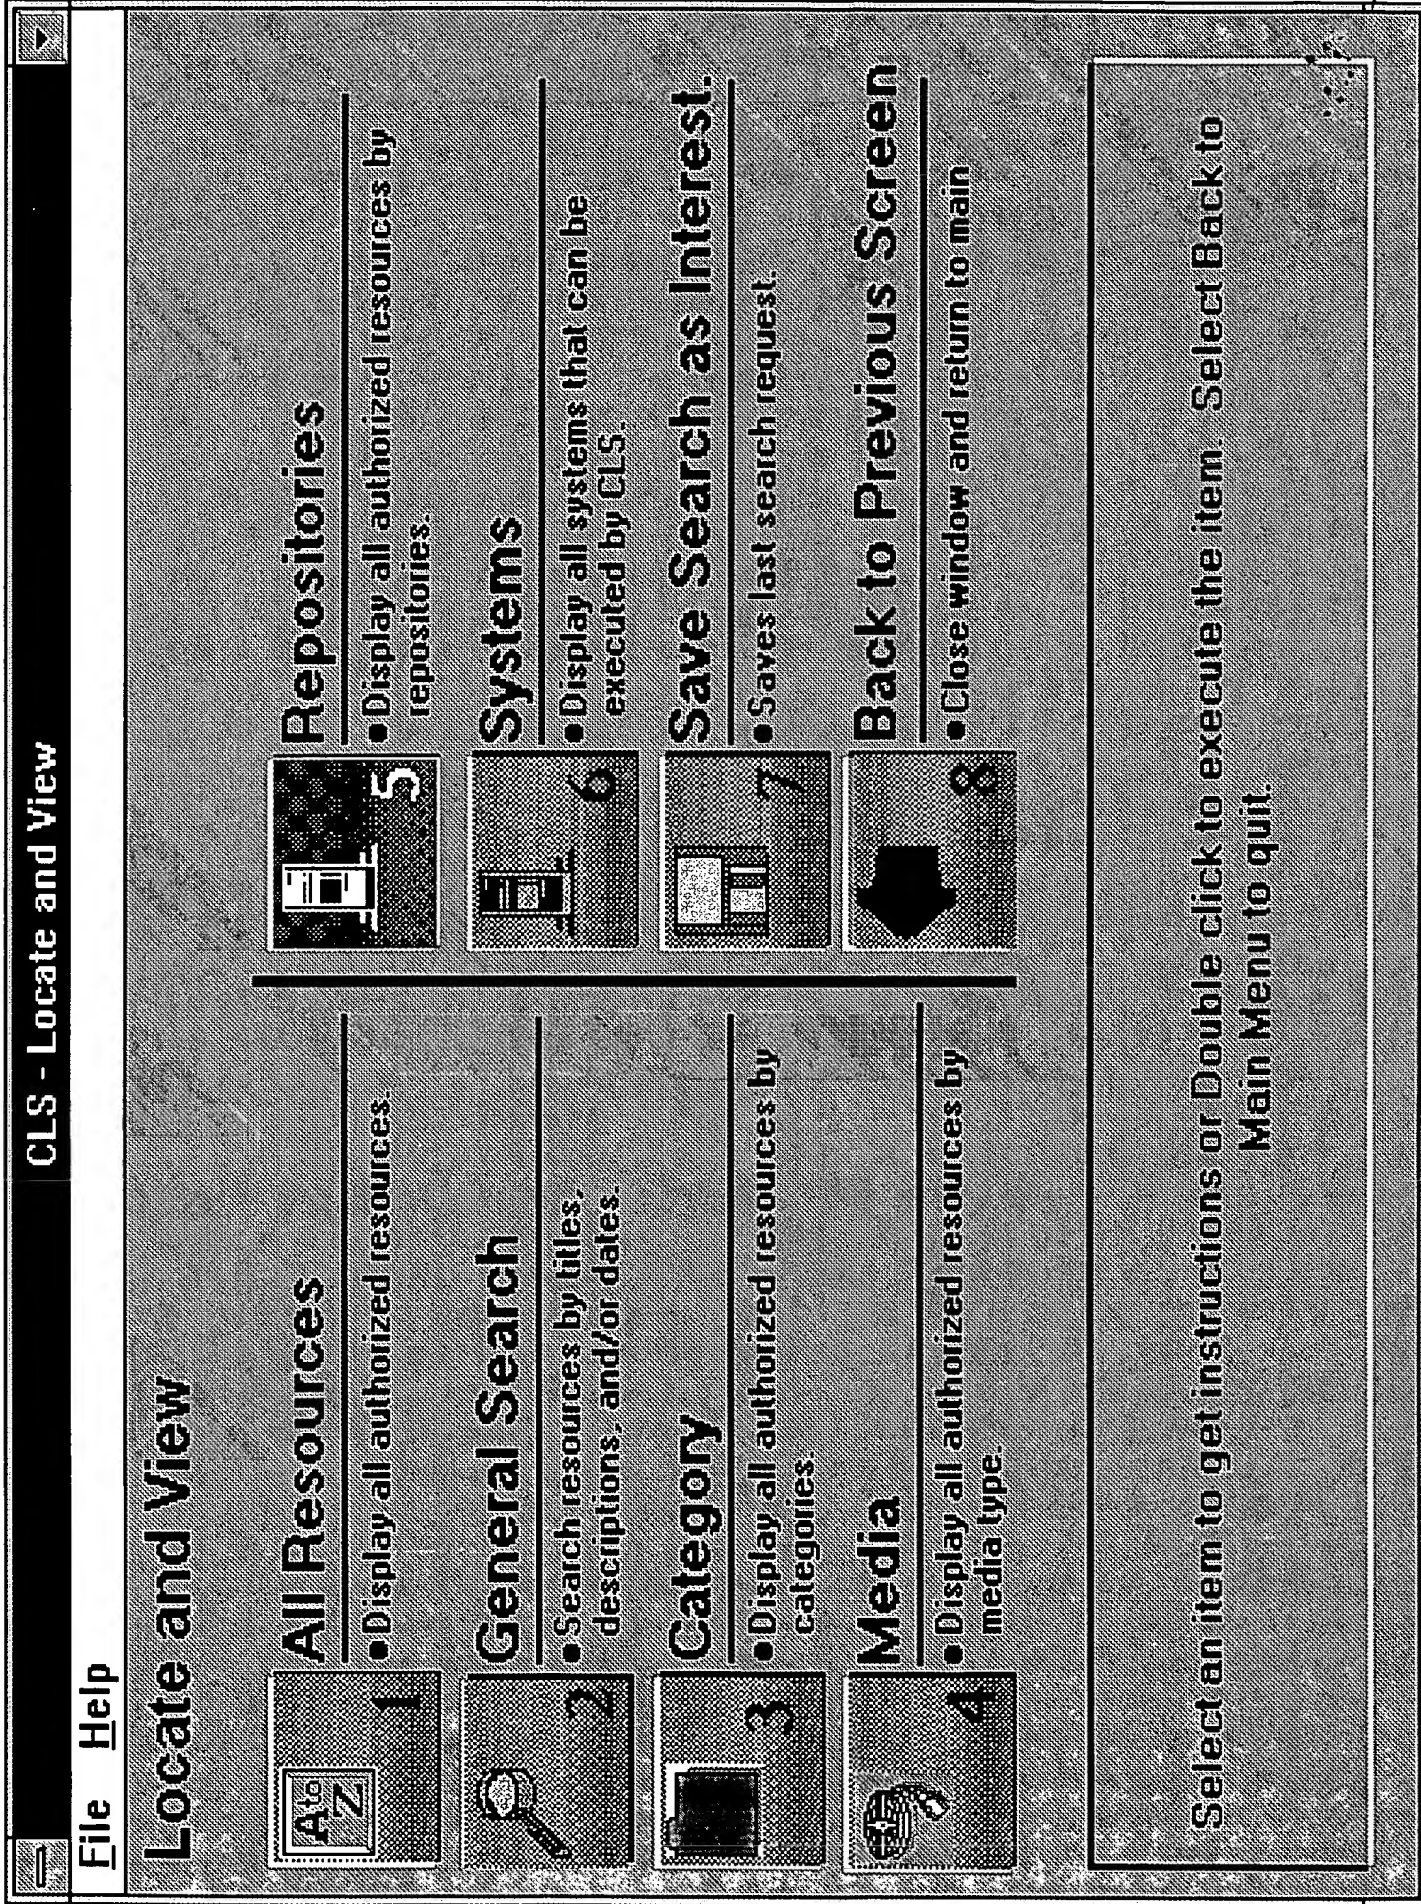 CLS - Locate and View
File Help
Locate and View
A to
Z
1
All Resources
●Display all authorized resources.
2
General Search
●Search resources by titles,
descriptions, and/or dates.
3
Category
●Display all authorized resources by
categories.
4
Media
●Display all authorized resources by
media type.
5
Repositories
●Display all authorized resources by
repositories.
6
Systems
●Display all systems that can be
executed by CLS.
7
Save Search as Interest.
●Saves last search request.
8
Back to Previous Screen
●Close window and return to main
Select an item to get instructions or Double click to execute the item. Select Back to
Main Menu to quit.